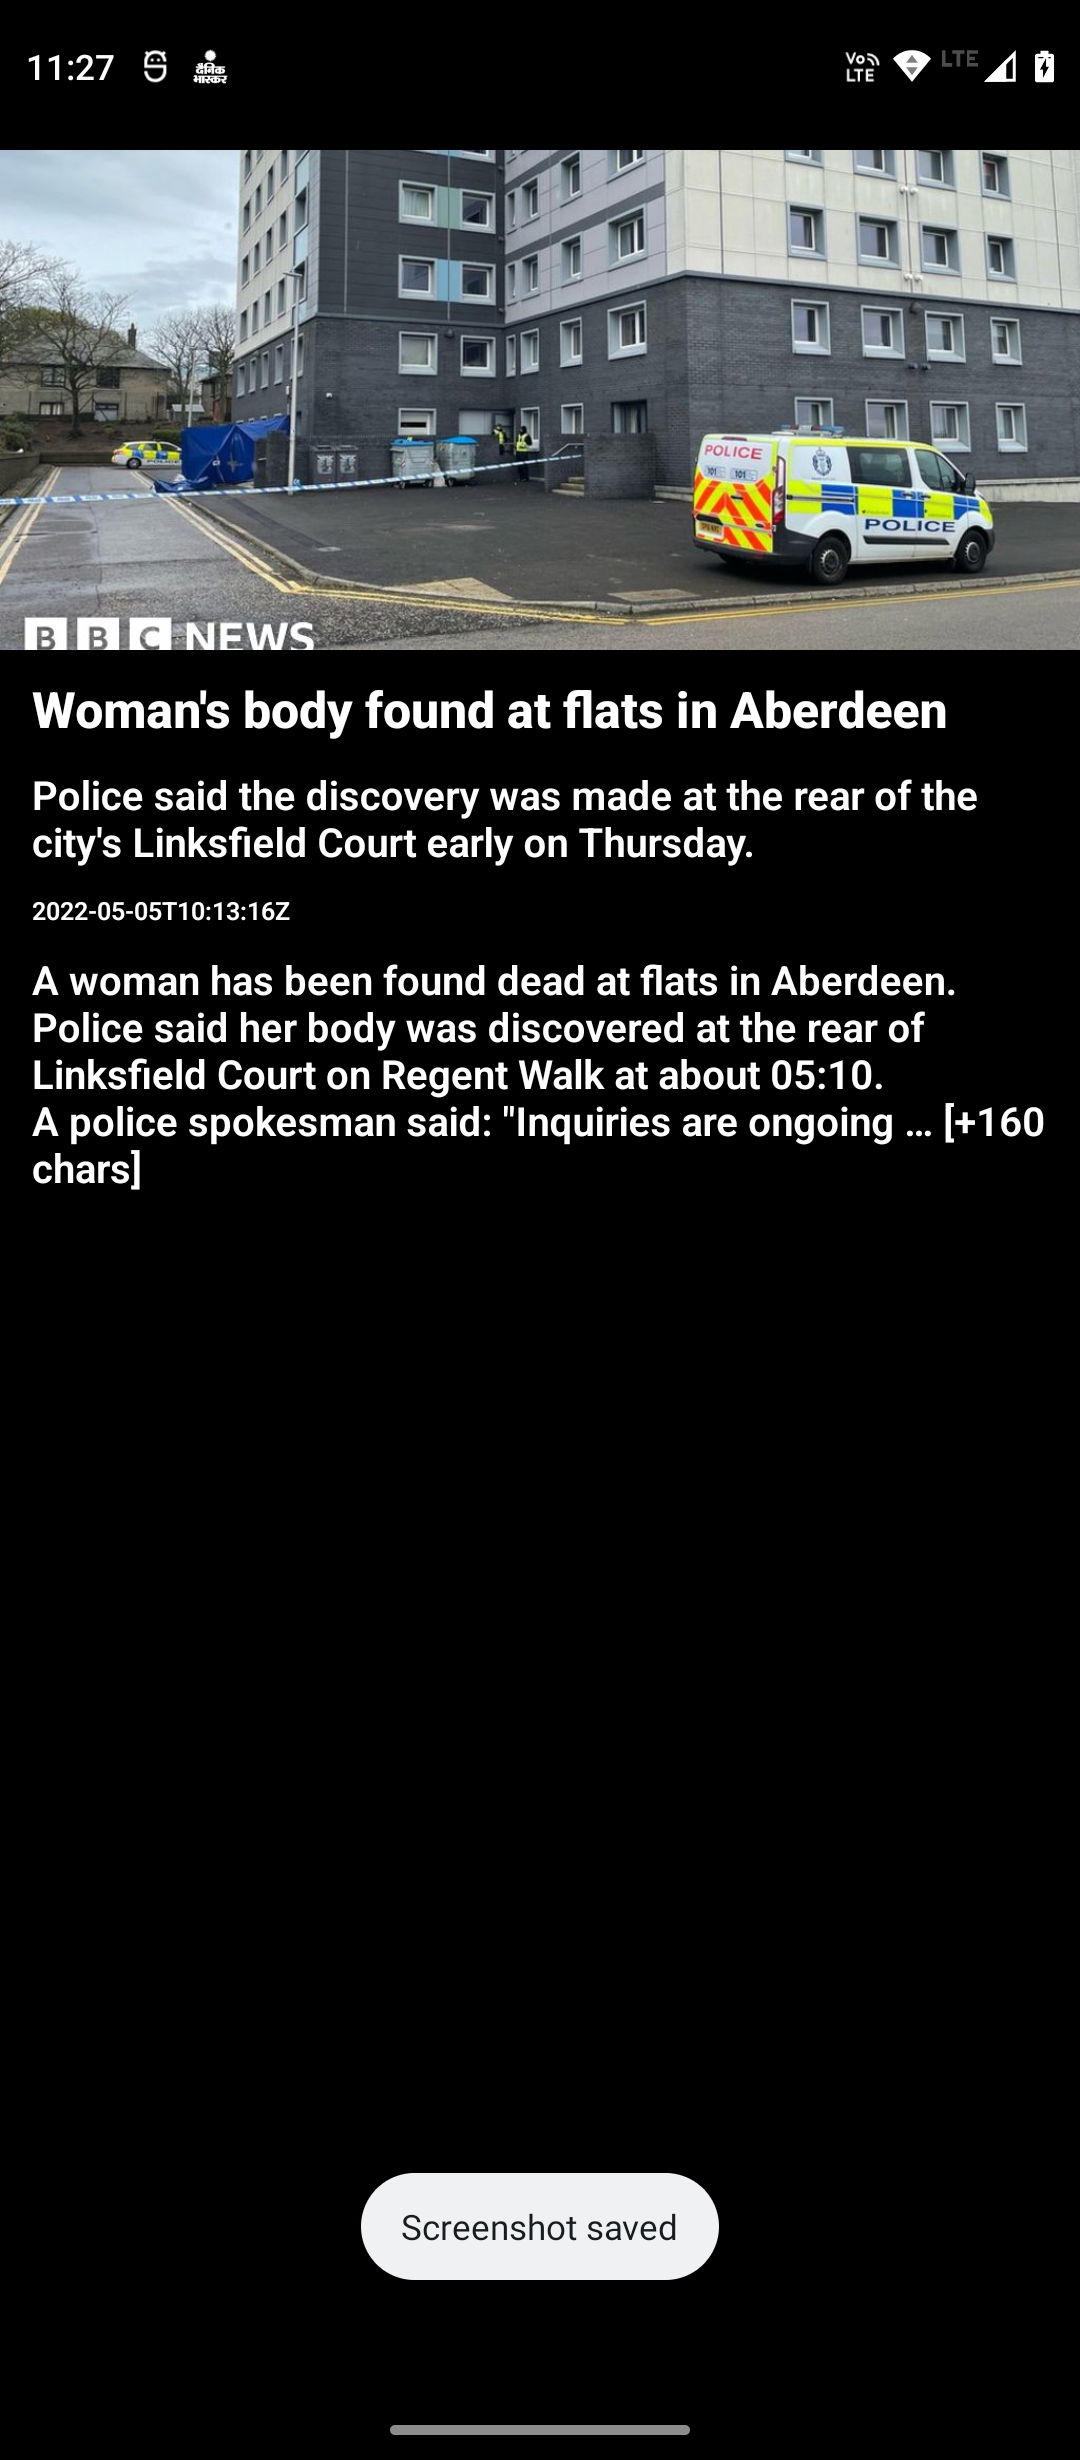 11:27
दैनिक
भास्कर
Vo
LTE
LTE
POLICE
101
101
POLICE
POLICE
BBC NEWS
Woman's body found at flats in Aberdeen
Police said the discovery was made at the rear of the
city's Linksfield Court early on Thursday.
2022-05-05T10:13:16Z
A woman has been found dead at flats in Aberdeen.
Police said her body was discovered at the rear of
Linksfield Court on Regent Walk at about 05:10.
A police spokesman said: "Inquiries are ongoing … [+160
chars]
Screenshot saved